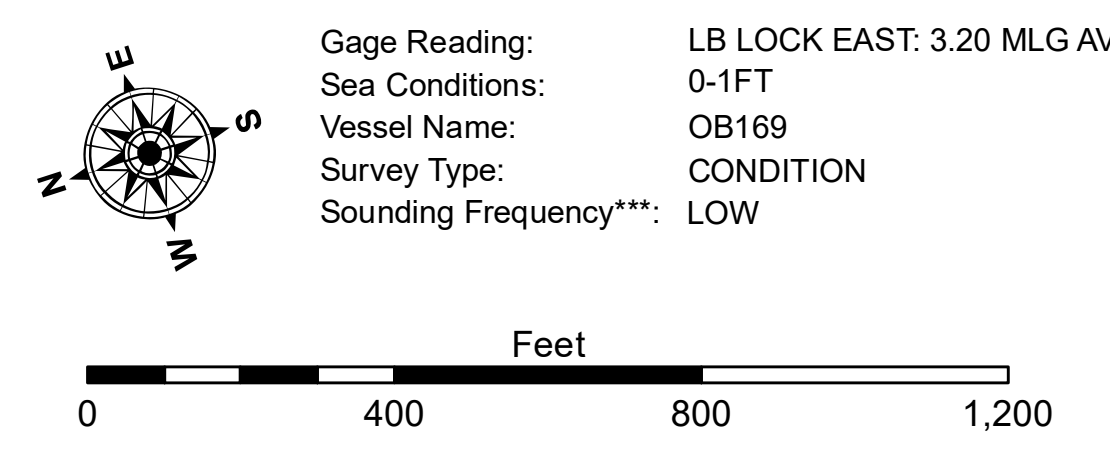 E
S
N
W
Gage Reading: LB LOCK EAST: 3.20 MLG AV
Sea Conditions: 0-1FT
Vessel Name: OB169
Survey Type: CONDITION
Sounding Frequency***: LOW
Feet
0 400 800 1,200